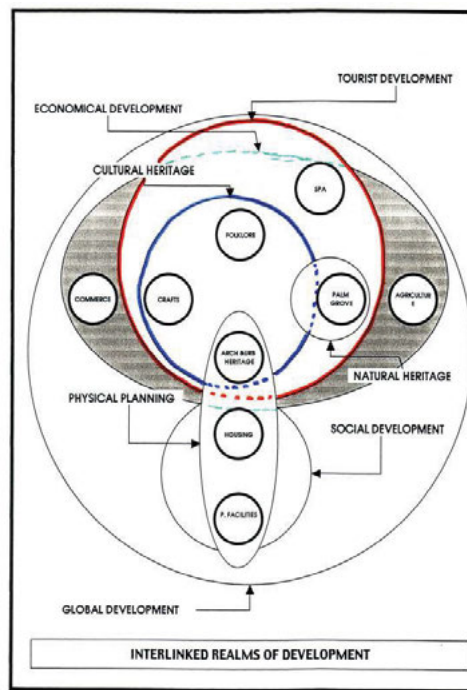 TOURIST DEVELOPMENT
ECONOMICAL DEVELOPMENT
CULTURAL HERITAGE
SPA
FOLKLORE
COMMERCE
CRAFTS
PALM
GROVE
AGRICULTUR
E
ARCH BURB
HERITAGE
NATURAL HERITAGE
PHYSICAL PLANNING
HOUSING
SOCIAL DEVELOPMENT
P. FACILITIES
GLOBAL DEVELOPMENT
INTERLINKED REALMS OF DEVELOPMENT